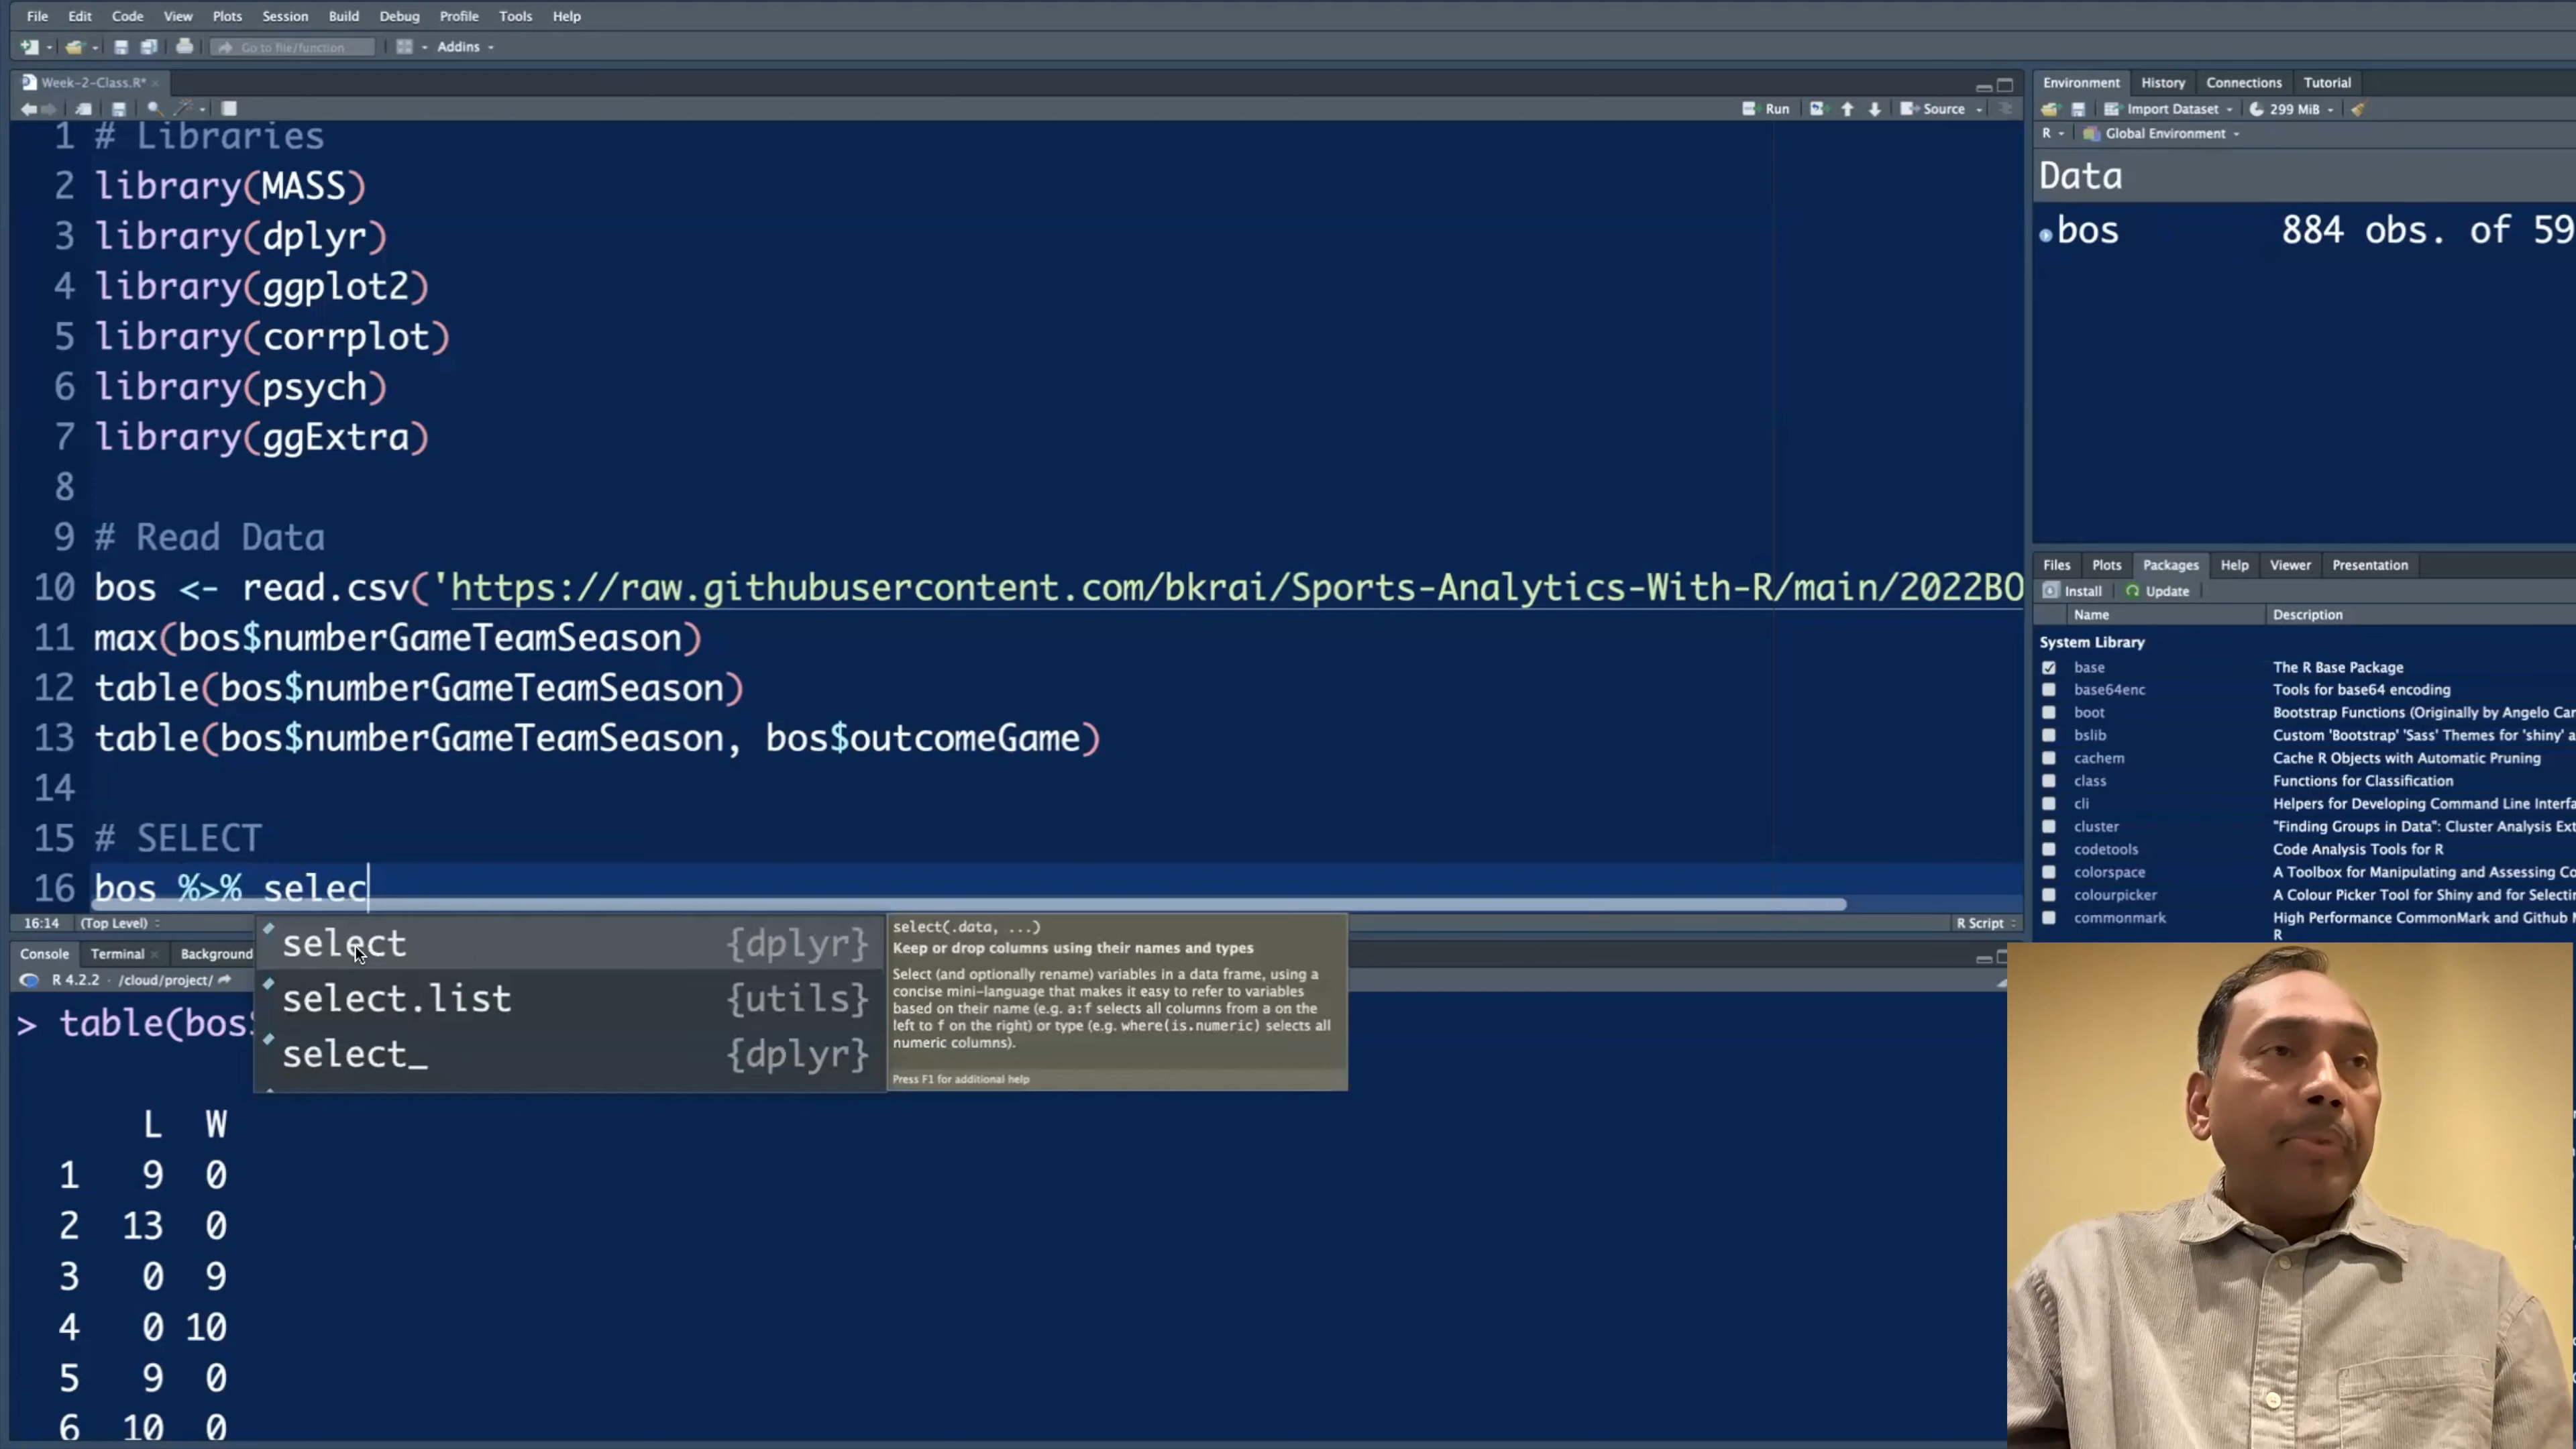 File Edit Code View Plots Session Build Debug Profile Tools Help
Go to file/function Addins
Week-2-Class.R*
Run Source
1 # Libraries
2 library(MASS)
3 library(dplyr)
4 library(ggplot2)
5 library(corrplot)
6 library(psych)
7 library(ggExtra)
8
9 # Read Data
10 bos <- read.csv('https://raw.githubusercontent.com/bkrai/Sports-Analytics-With-R/main/2022BO
11 max(bos$numberGameTeamSeason)
12 table(bos$numberGameTeamSeason)
13 table(bos$numberGameTeamSeason, bos$outcomeGame)
14
15 # SELECT
16 bos %>% selec
16:14 (Top Level) R Script
select {dplyr}
select.list {utils}
select_ {dplyr}
select(.data, ...)
Keep or drop columns using their names and types
Select (and optionally rename) variables in a data frame, using a
concise mini-language that makes it easy to refer to variables
based on their name (e.g. a:f selects all columns from a on the
left to f on the right) or type (e.g. where(is.numeric) selects all
numeric columns).
Press F1 for additional help
Console Terminal Background
R 4.2.2 · /cloud/project/
> table(bos
L W
1 9 0
2 13 0
3 0 9
4 0 10
5 9 0
6 10 0
Environment History Connections Tutorial
Import Dataset 299 MiB
R Global Environment
Data
bos 884 obs. of 59
Files Plots Packages Help Viewer Presentation
Install Update
Name Description
System Library
base The R Base Package
base64enc Tools for base64 encoding
boot Bootstrap Functions (Originally by Angelo Can
bslib Custom 'Bootstrap' 'Sass' Themes for 'shiny' a
cachem Cache R Objects with Automatic Pruning
class Functions for Classification
cli Helpers for Developing Command Line Interfa
cluster "Finding Groups in Data": Cluster Analysis Ext
codetools Code Analysis Tools for R
colorspace A Toolbox for Manipulating and Assessing Co
colourpicker A Colour Picker Tool for Shiny and for Selectin
commonmark High Performance CommonMark and Github M
R